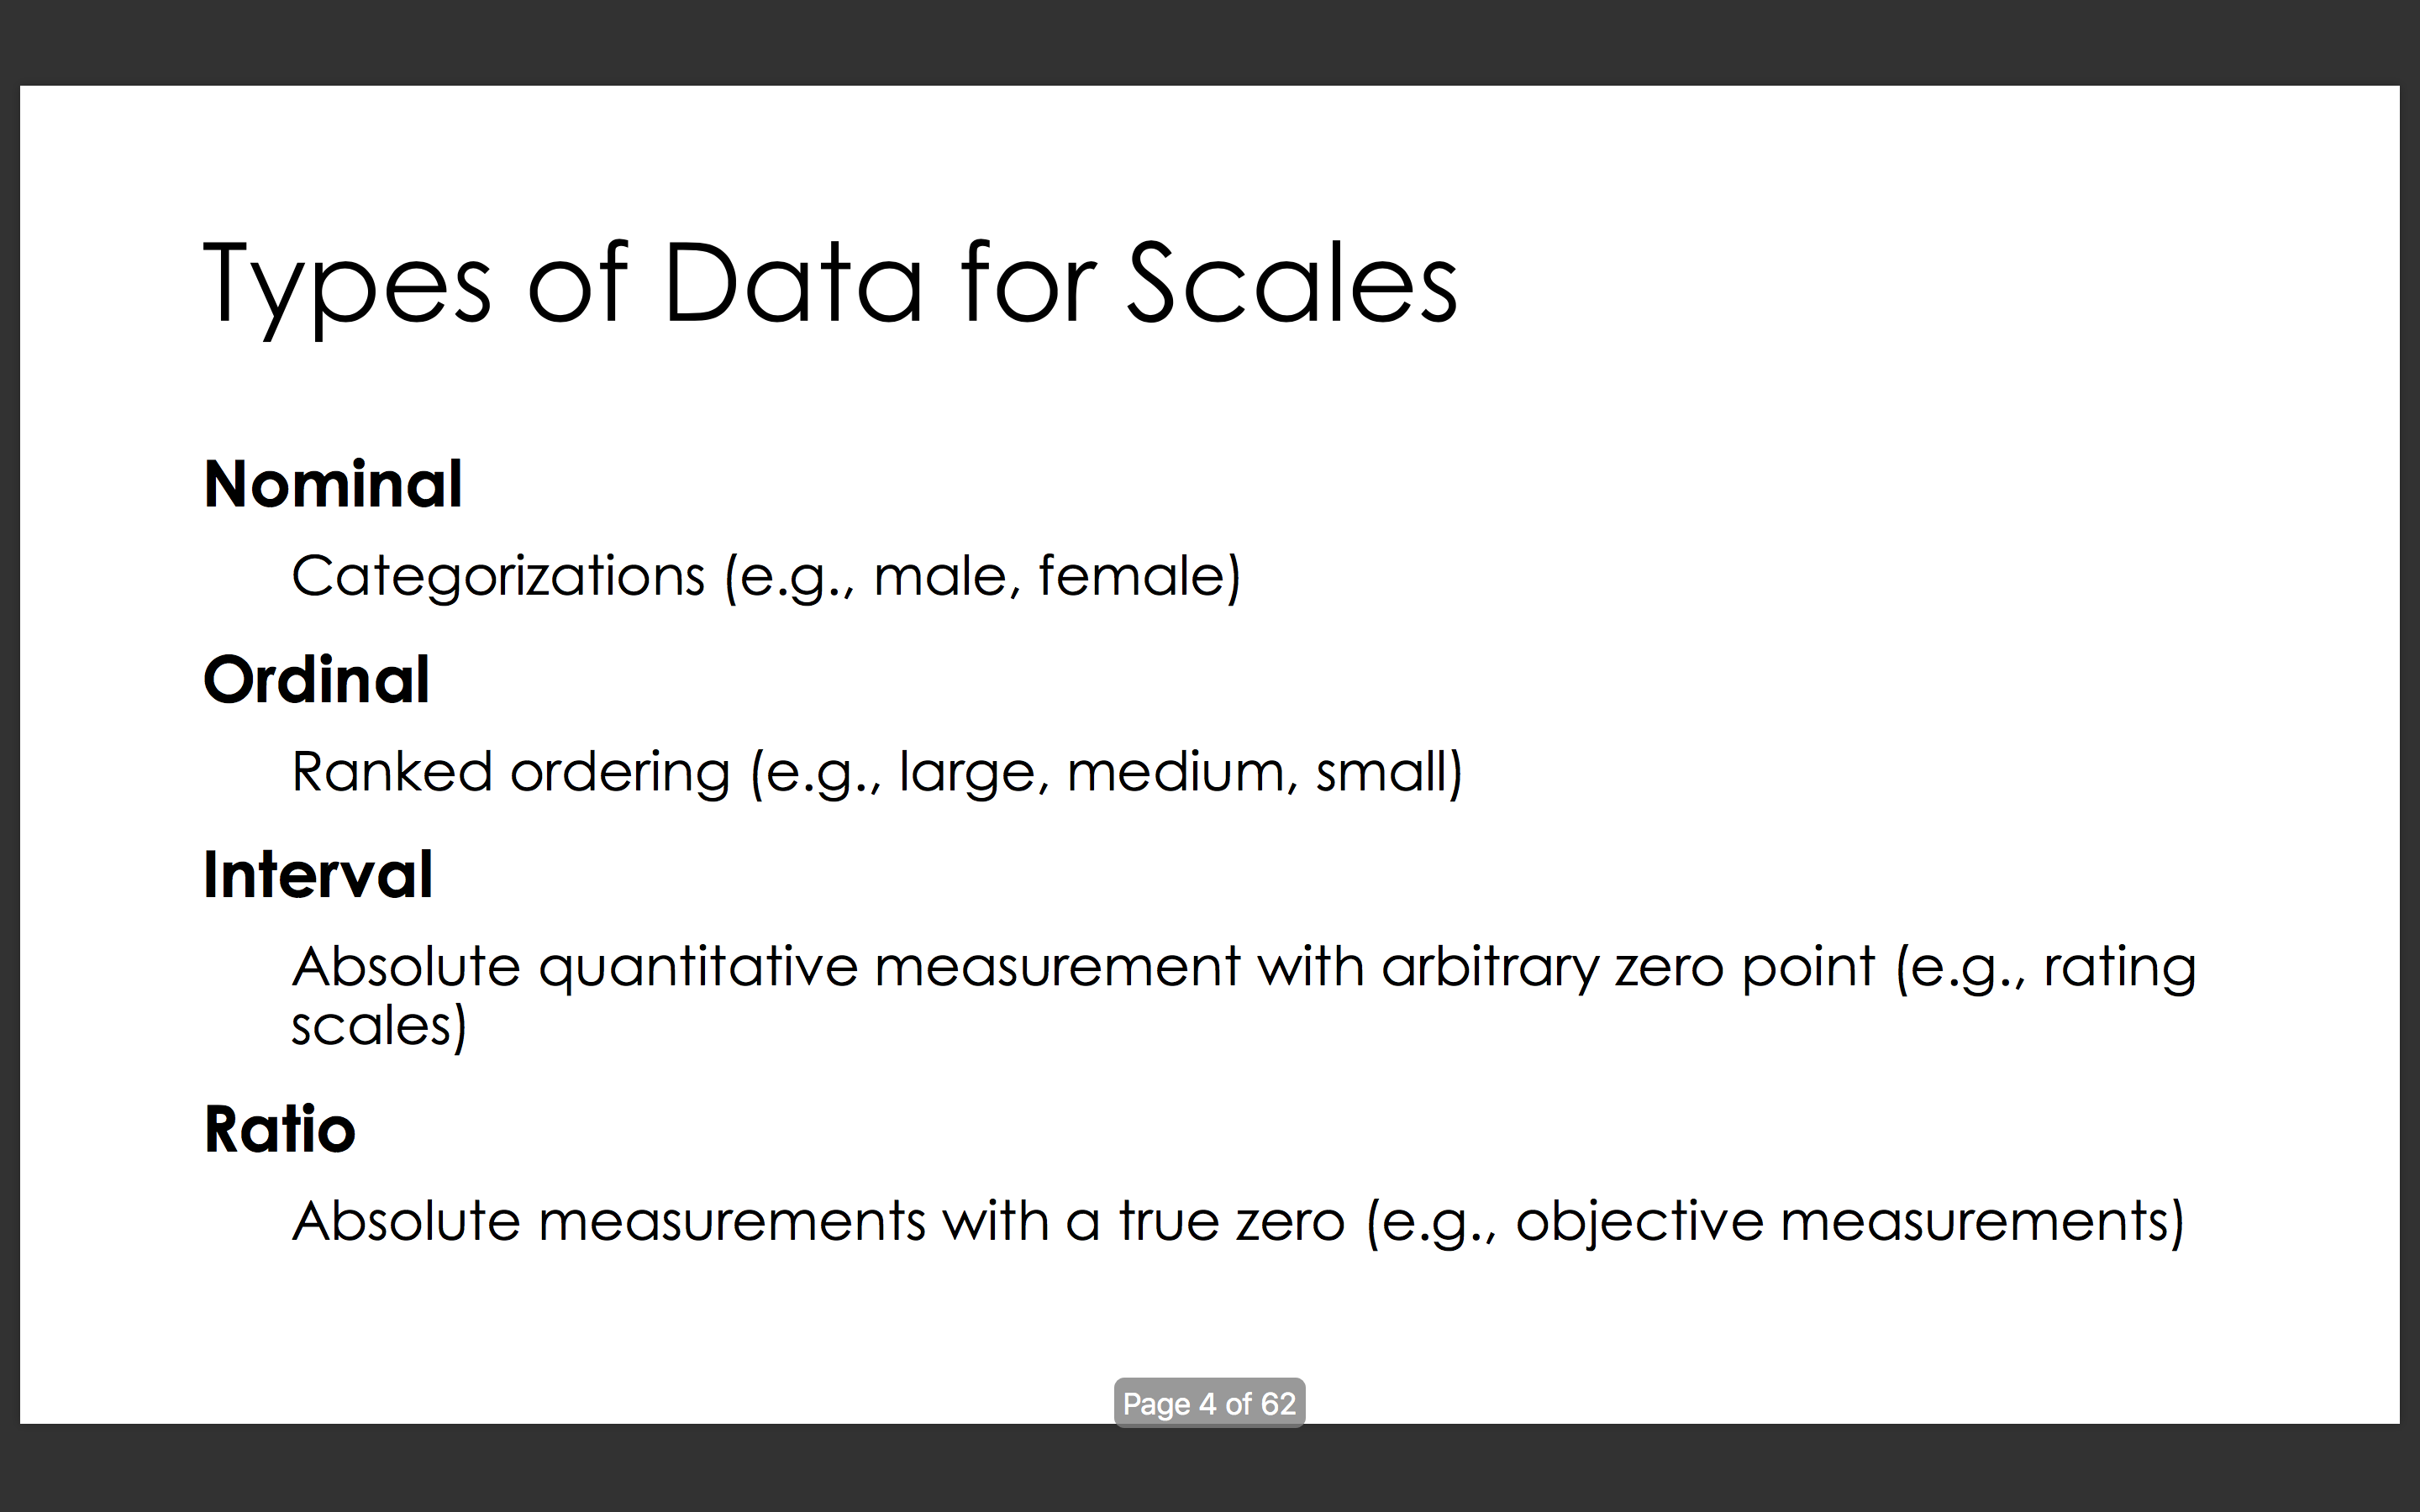 Types of Data for Scales
Nominal
Categorizations (e.g., male, female)
Ordinal
Ranked ordering (e.g., large, medium, small)
Interval
Absolute quantitative measurement with arbitrary zero point (e.g., rating
scales)
Ratio
Absolute measurements with a true zero (e.g., objective measurements)
Page 4 of 62